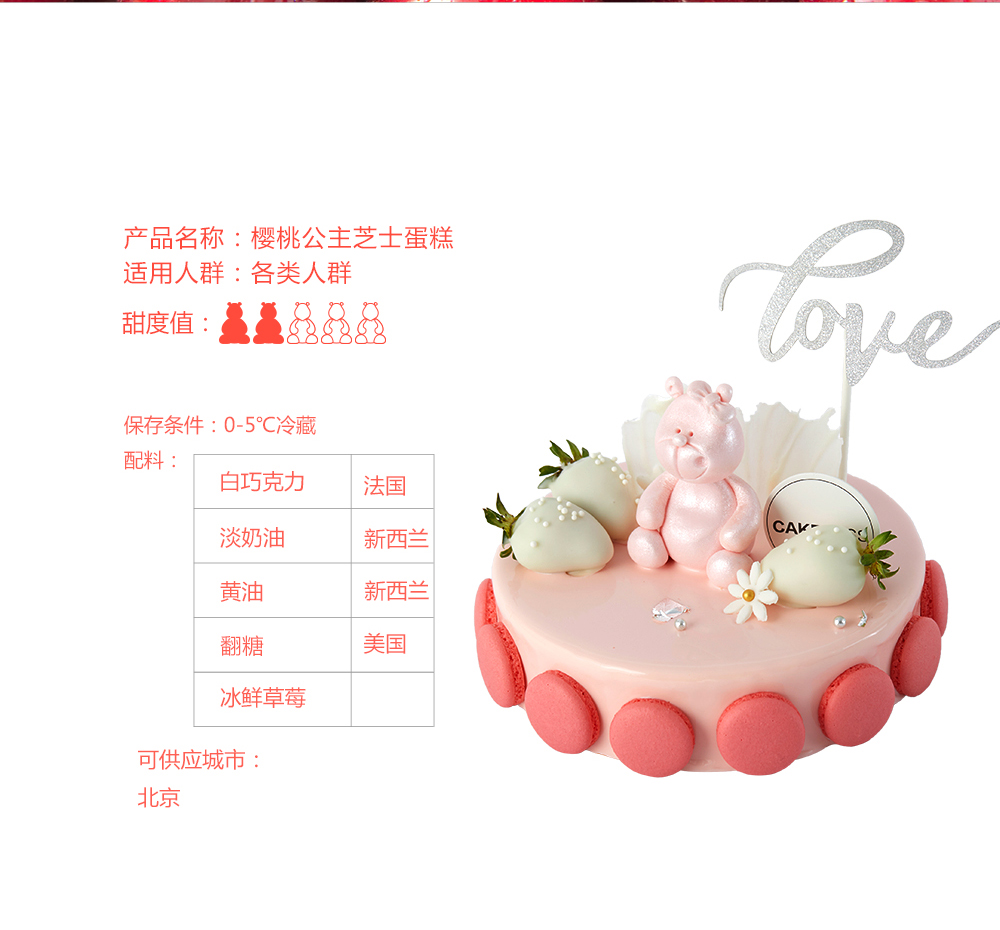 产品名称：樱桃公主芝士蛋糕
适用人群：各类人群
甜度值：
保存条件：0-5℃冷藏
配料：
白巧克力 法国
淡奶油 新西兰
黄油 新西兰
翻糖 美国
冰鲜草莓
可供应城市：
北京
love